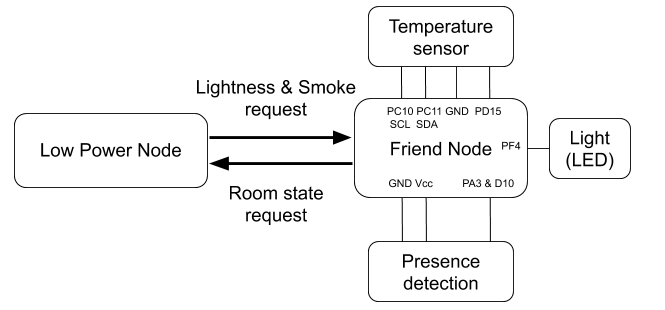 Temperature
sensor
Lightness & Smoke
request
PC10 PC11 GND PD15
SCL SDA
Low Power Node
Friend Node
PF4
Light
(LED)
Room state
request
GND Vcc
PA3 & D10
Presence
detection